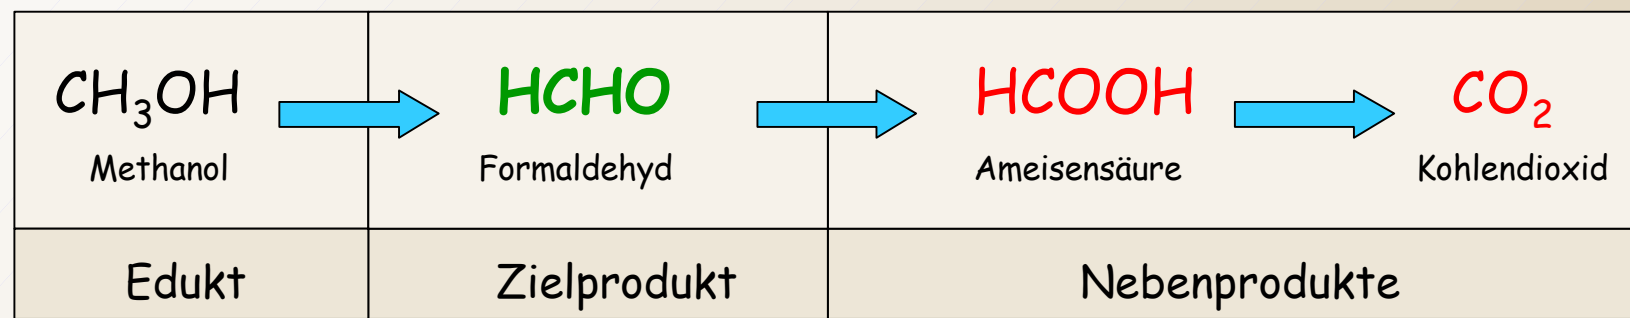 CH₃OH HCHO HCOOH CO₂
Methanol Formaldehyd Ameisensäure Kohlendioxid
Edukt Zielprodukt Nebenprodukte